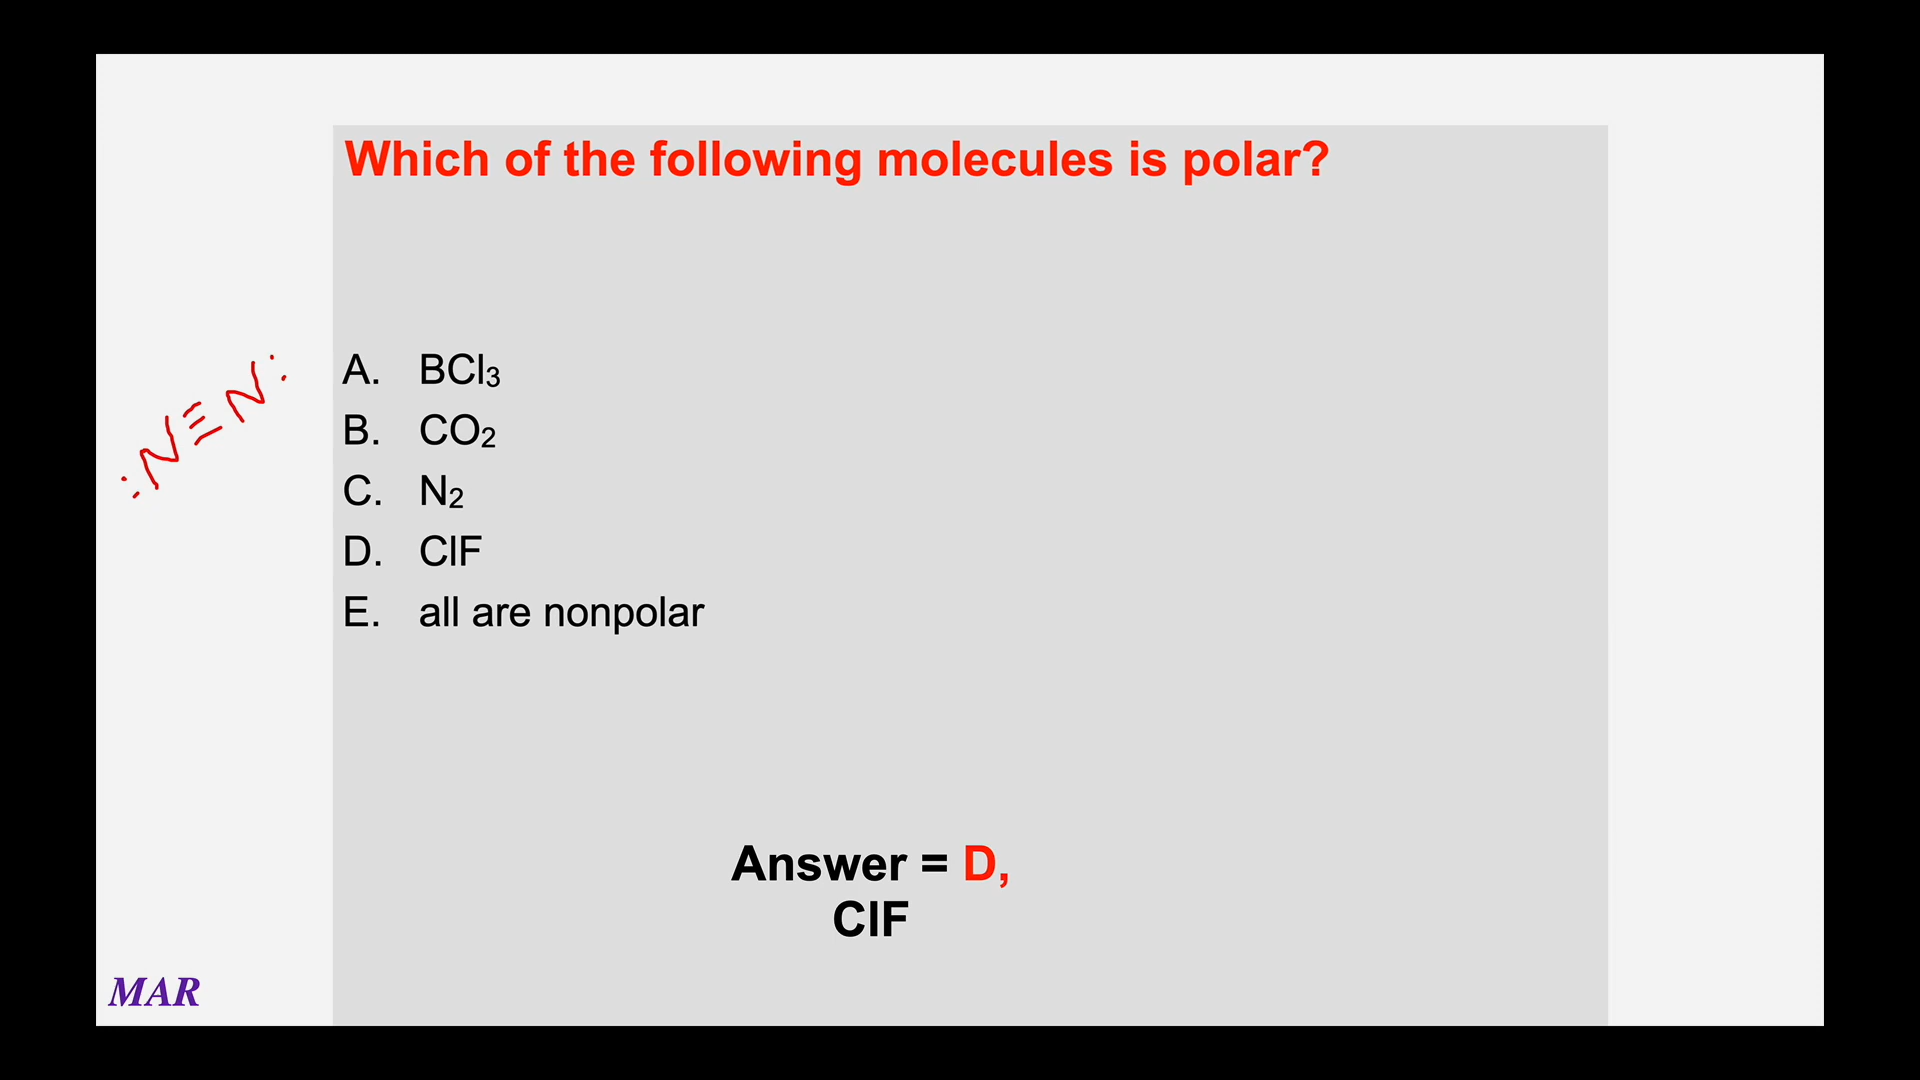 Which of the following molecules is polar?
:N≡N:
A. BCl₃
B. CO₂
C. N₂
D. ClF
E. all are nonpolar
Answer = D,
ClF
MAR